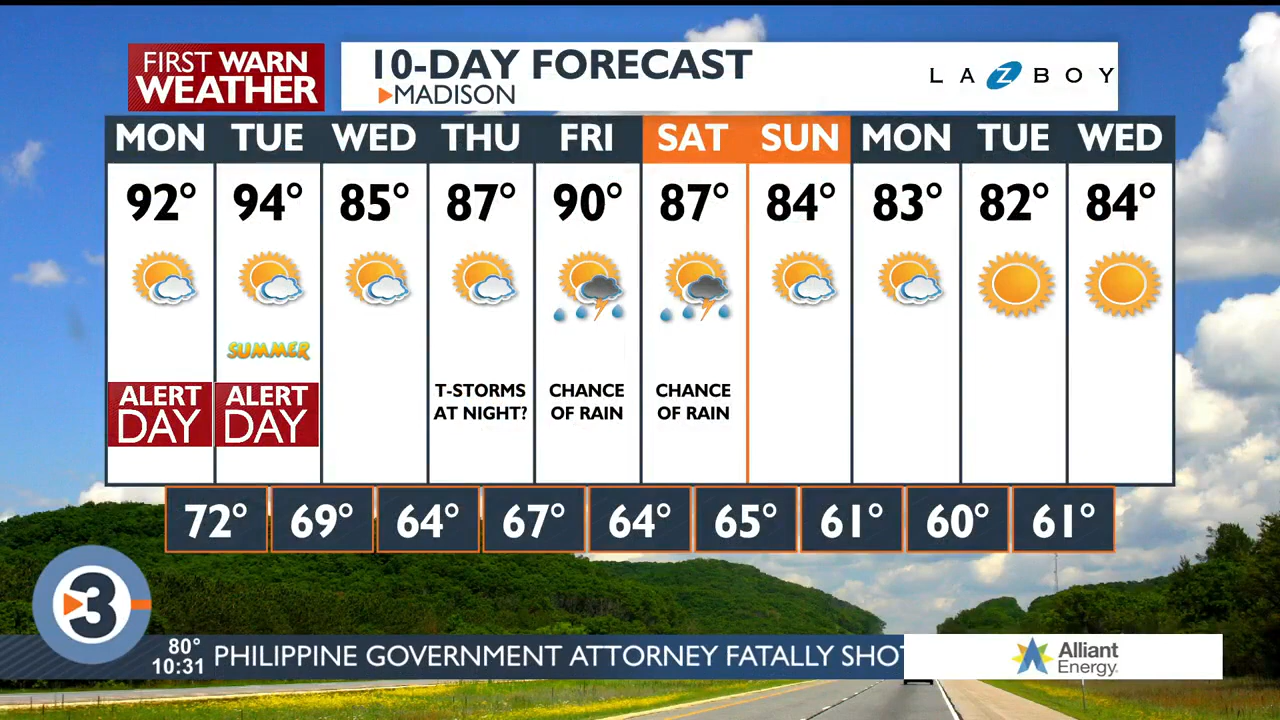 FIRST WARN
WEATHER
10-DAY FORECAST
MADISON
LAZBOY
MON TUE WED THU FRI SAT SUN MON TUE WED
92° 94° 85° 87° 90° 87° 84° 83° 82° 84°
SUMMER
ALERT DAY
ALERT DAY
T-STORMS AT NIGHT?
CHANCE OF RAIN
CHANCE OF RAIN
72° 69° 64° 67° 64° 65° 61° 60° 61°
3
80°
10:31
PHILIPPINE GOVERNMENT ATTORNEY FATALLY SHOT
Alliant
Energy